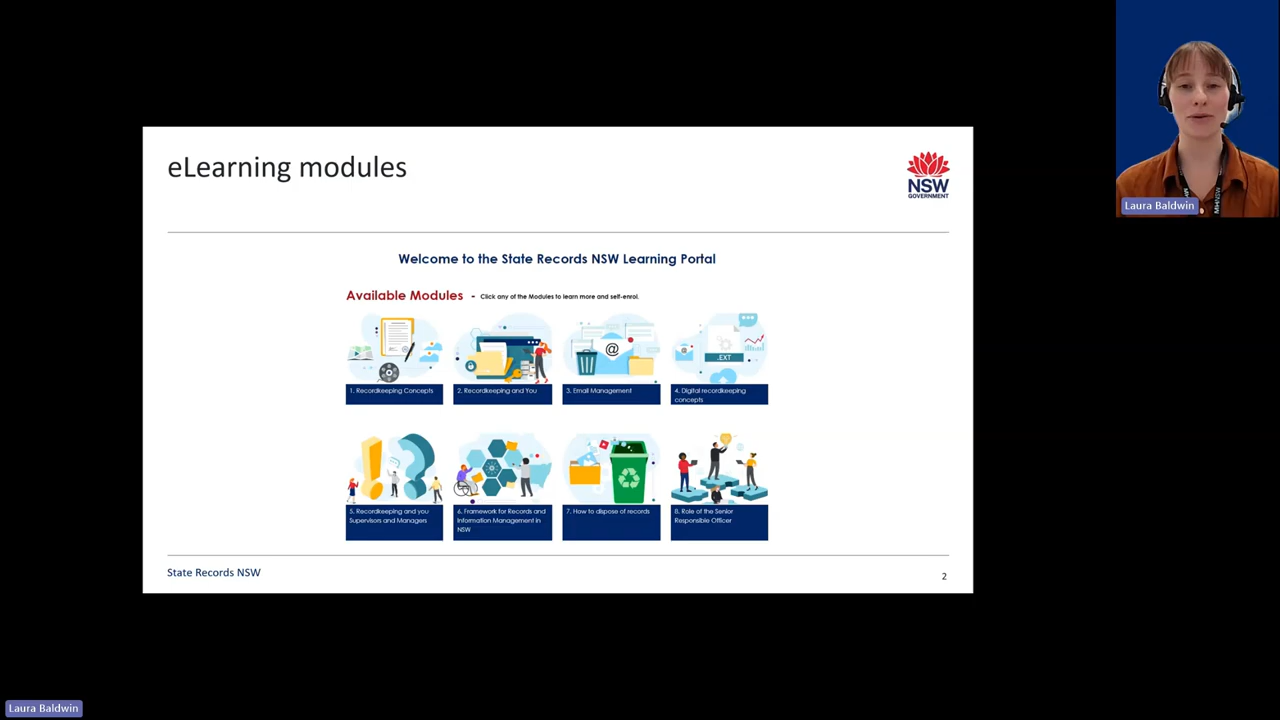 eLearning modules
NSW
GOVERNMENT
Welcome to the State Records NSW Learning Portal
Available Modules - Click any of the Modules to learn more and self-enrol.
@
.EXT
1. Recordkeeping Concepts
2. Recordkeeping and You
3. Email Management
4. Digital recordkeeping
concepts
5. Recordkeeping and you
Supervisors and Managers
6. Framework for Records and
Information Management in
NSW
7. How to dispose of records
8. Role of the Senior
Responsible Officer
State Records NSW
2
Laura Baldwin
Laura Baldwin